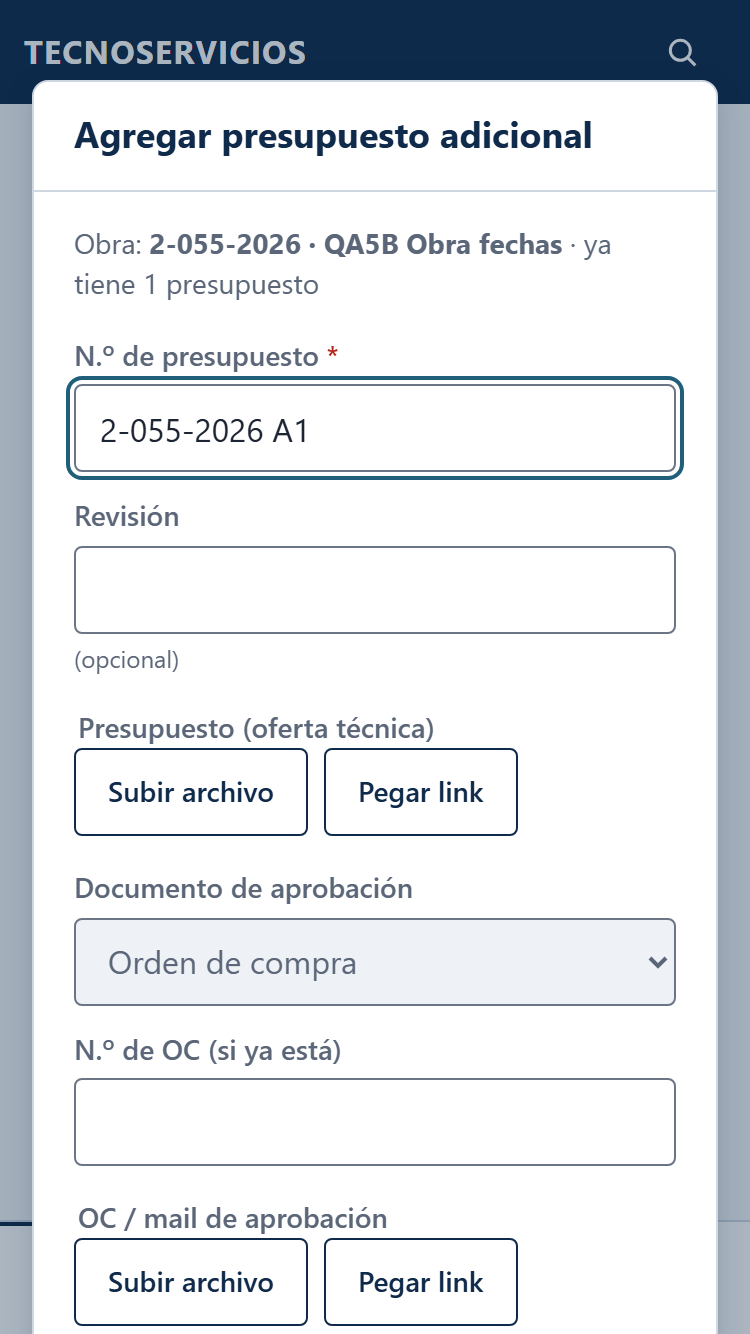 TECNOSERVICIOS
Agregar presupuesto adicional
Obra: 2-055-2026 · QA5B Obra fechas · ya
tiene 1 presupuesto
N.º de presupuesto *
2-055-2026 A1
Revisión
(opcional)
Presupuesto (oferta técnica)
Subir archivo Pegar link
Documento de aprobación
Orden de compra
N.º de OC (si ya está)
OC / mail de aprobación
Subir archivo Pegar link